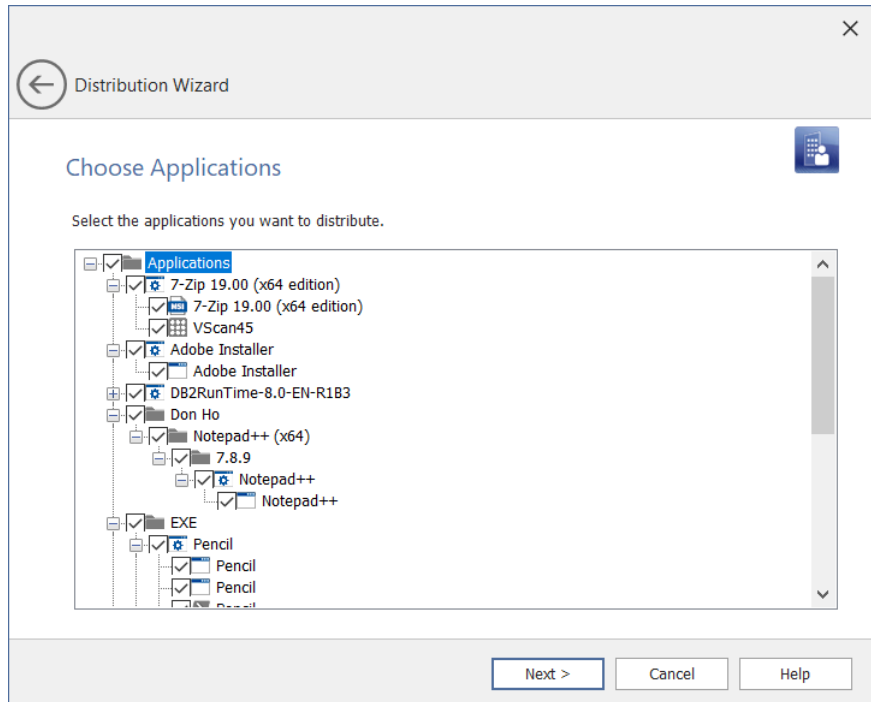 Distribution Wizard
Choose Applications
Select the applications you want to distribute.
Applications
7-Zip 19.00 (x64 edition)
MSI 7-Zip 19.00 (x64 edition)
VScan45
Adobe Installer
Adobe Installer
DB2RunTime-8.0-EN-R1B3
Don Ho
Notepad++ (x64)
7.8.9
Notepad++
Notepad++
EXE
Pencil
Pencil
Pencil
Pencil
Next >
Cancel
Help